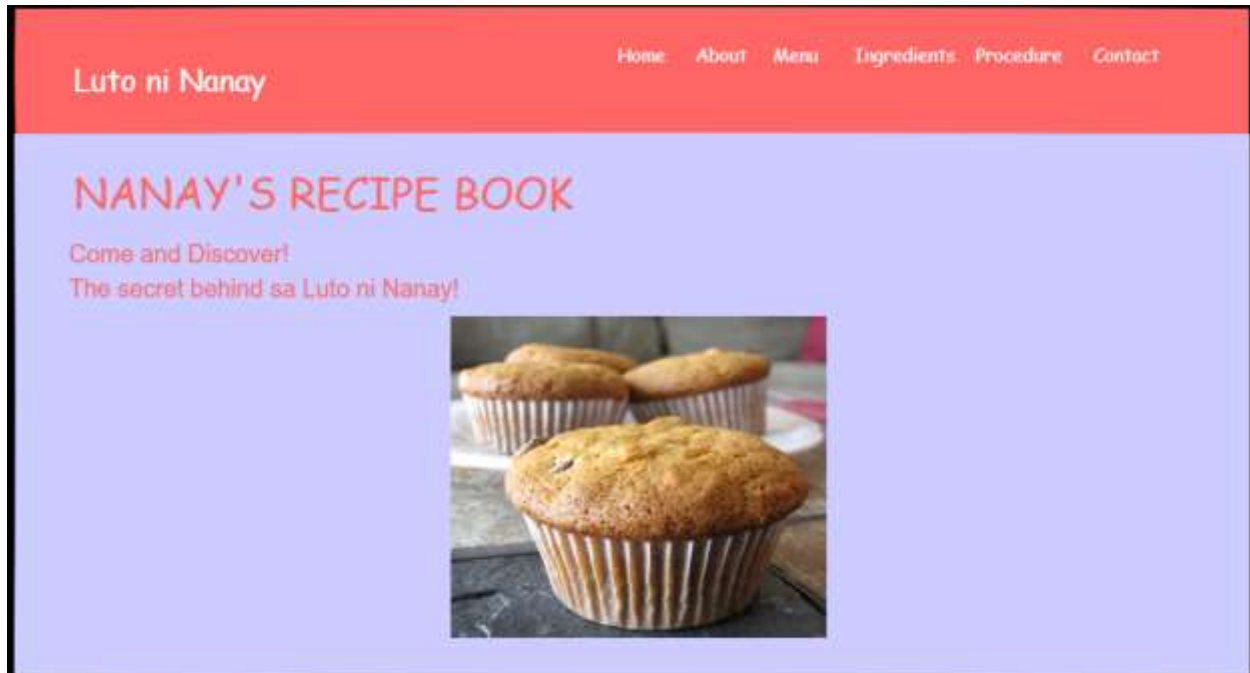 Luto ni Nanay
Home About Menu Ingredients Procedure Contact
NANAY'S RECIPE BOOK
Come and Discover!
The secret behind sa Luto ni Nanay!